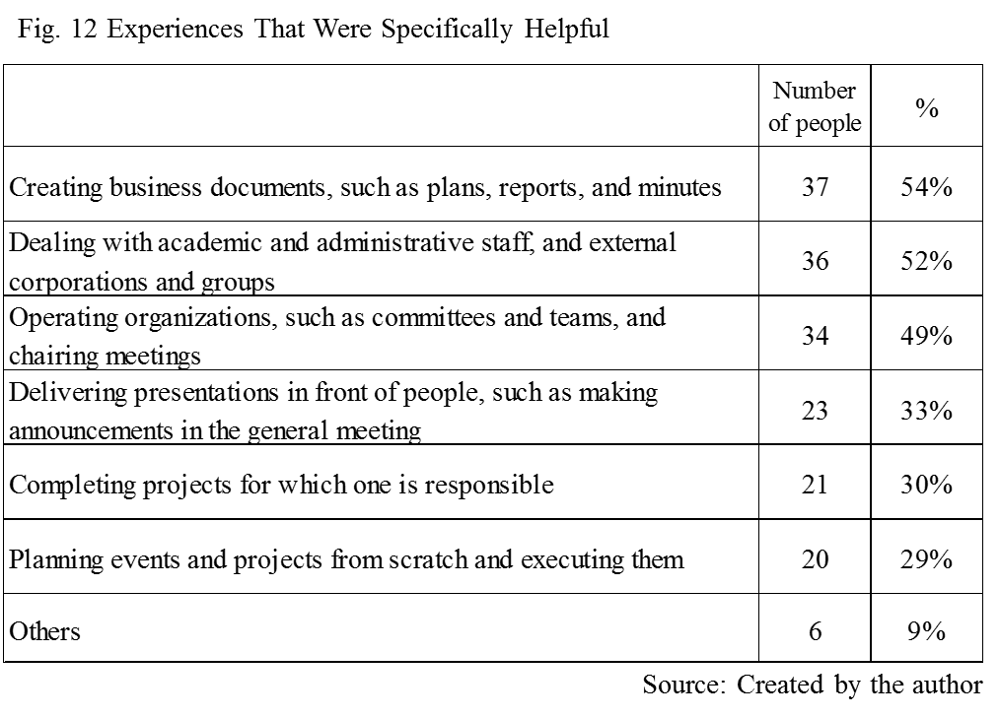 Fig. 12 Experiences That Were Specifically Helpful
Number
of people
%
Creating business documents, such as plans, reports, and minutes
37
54%
Dealing with academic and administrative staff, and external
corporations and groups
36
52%
Operating organizations, such as committees and teams, and
chairing meetings
34
49%
Delivering presentations in front of people, such as making
announcements in the general meeting
23
33%
Completing projects for which one is responsible
21
30%
Planning events and projects from scratch and executing them
20
29%
Others
6
9%
Source: Created by the author